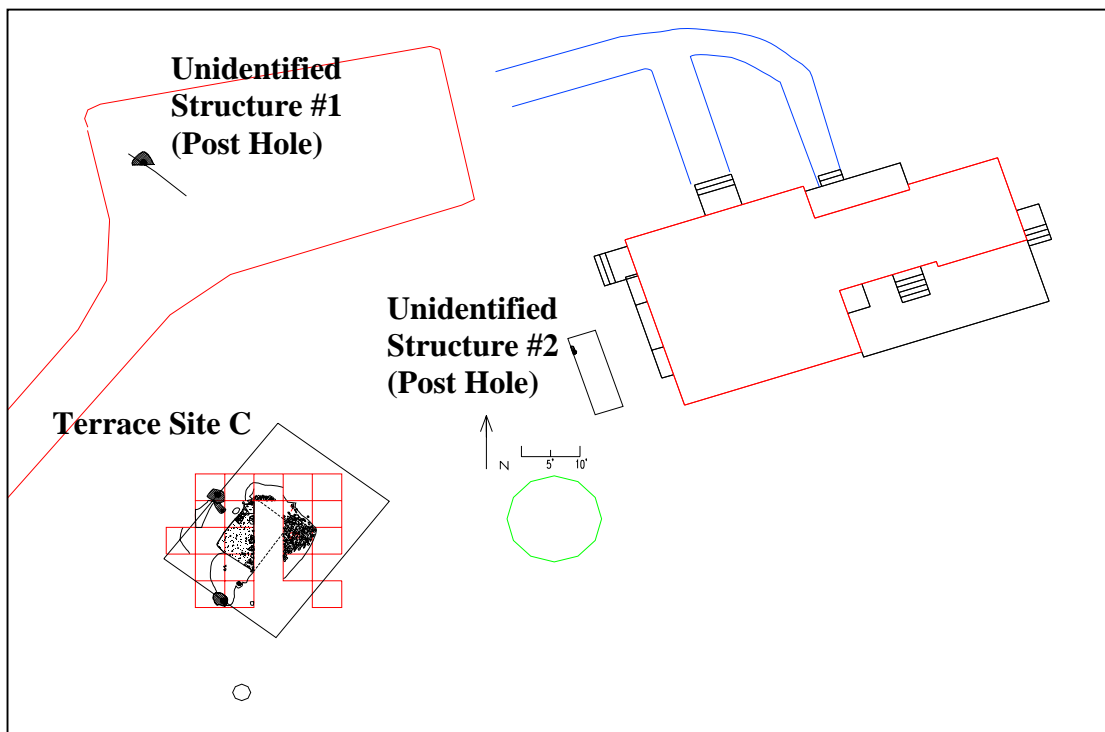 Unidentified
Structure #1
(Post Hole)
Unidentified
Structure #2
(Post Hole)
Terrace Site C
N
5' 10'